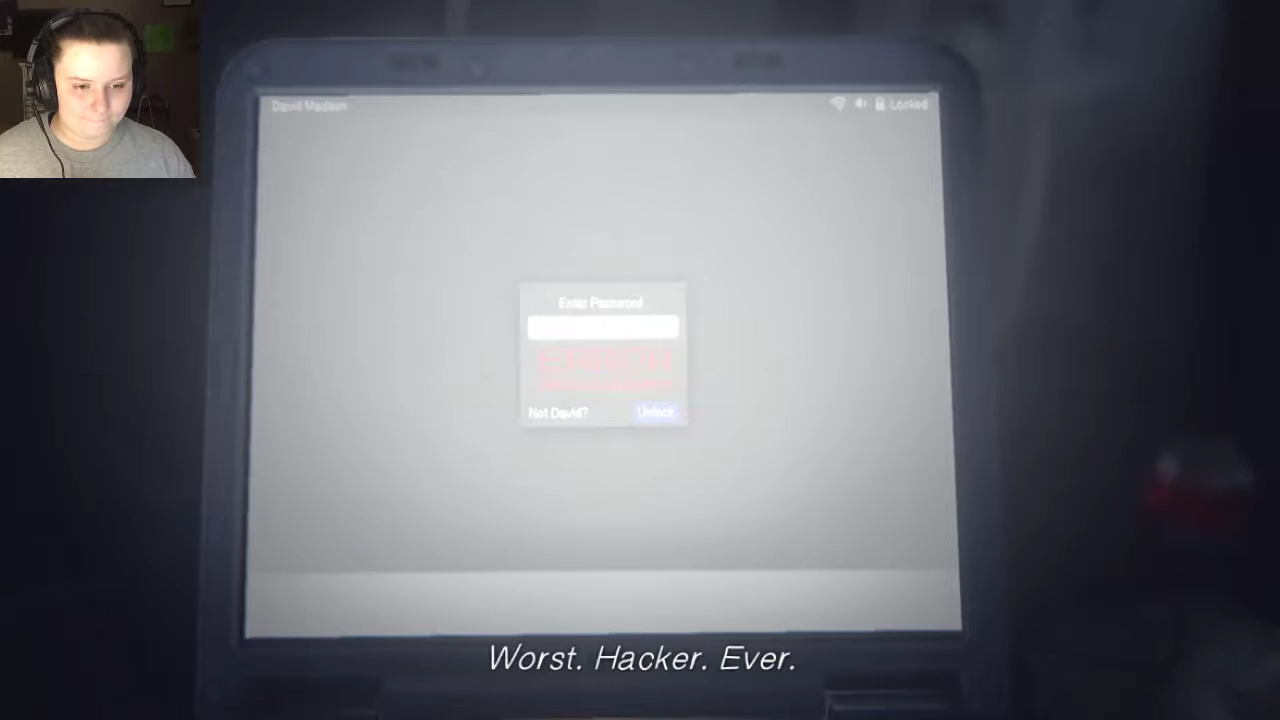 David Madsen
Locked
Enter Password
ERROR
Not David?
Unlock
Worst. Hacker. Ever.